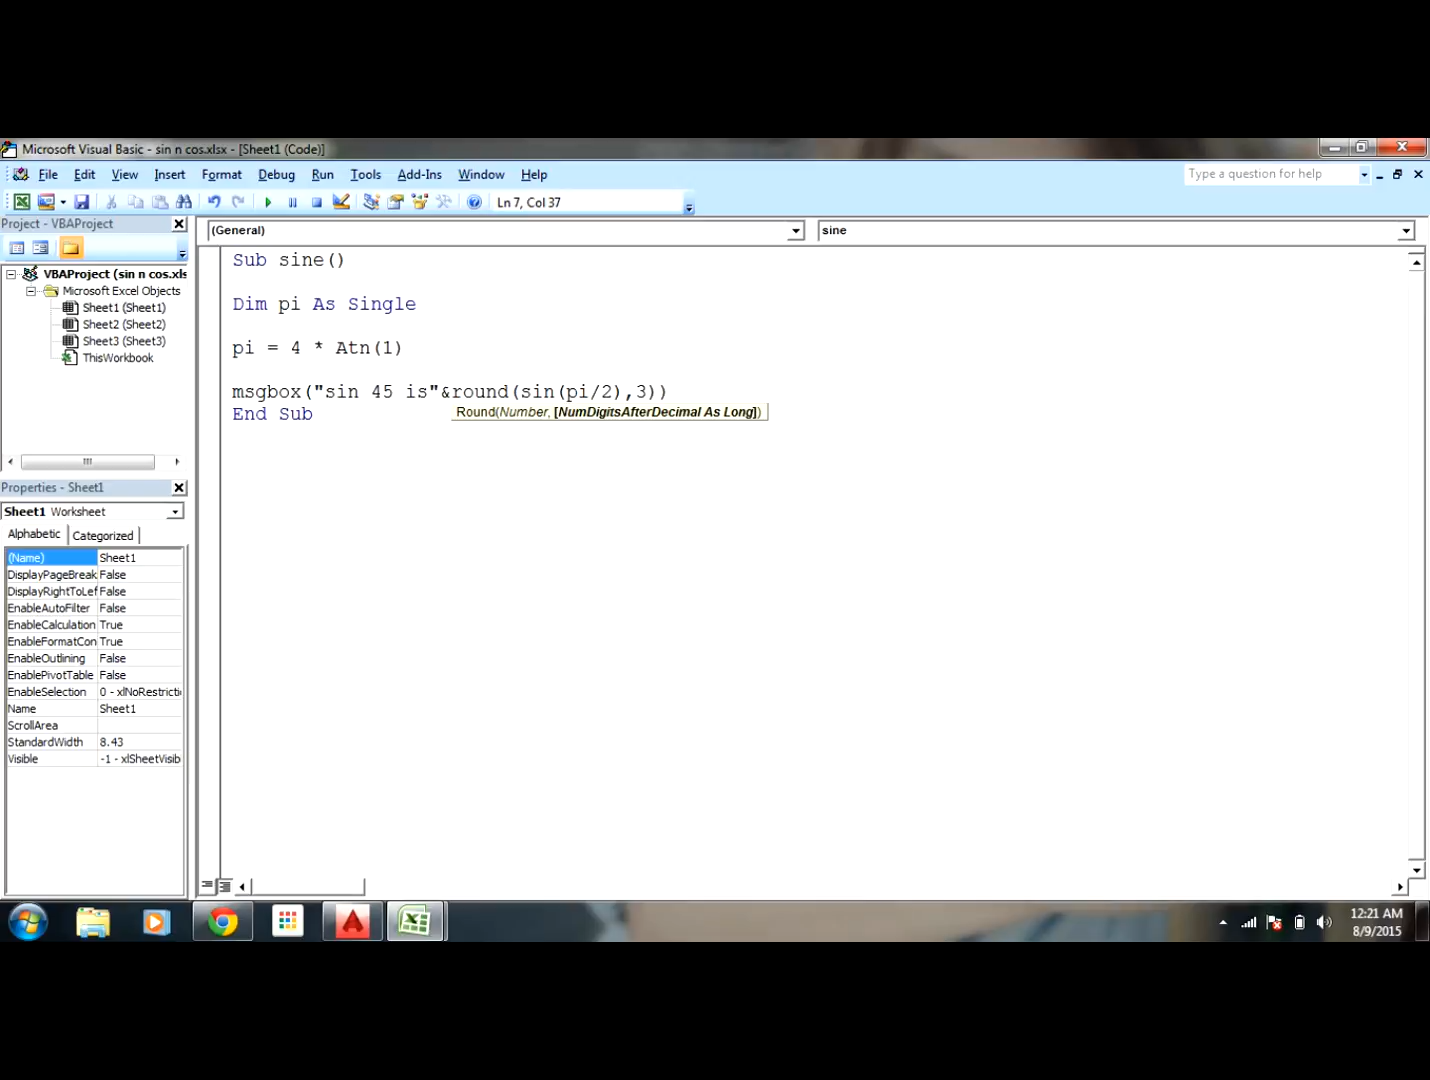 Microsoft Visual Basic - sin n cos.xlsx - [Sheet1 (Code)]
File Edit View Insert Format Debug Run Tools Add-Ins Window Help Type a question for help
Ln 7, Col 37
Project - VBAProject
(General) sine
VBAProject (sin n cos.xls
Microsoft Excel Objects
Sheet1 (Sheet1)
Sheet2 (Sheet2)
Sheet3 (Sheet3)
ThisWorkbook
Sub sine()
Dim pi As Single
pi = 4 * Atn(1)
msgbox("sin 45 is"&round(sin(pi/2),3))
End Sub
Round(Number, [NumDigitsAfterDecimal As Long])
Properties - Sheet1
Sheet1 Worksheet
Alphabetic Categorized
(Name) Sheet1
DisplayPageBreak False
DisplayRightToLef False
EnableAutoFilter False
EnableCalculation True
EnableFormatCon True
EnableOutlining False
EnablePivotTable False
EnableSelection 0 - xlNoRestricti
Name Sheet1
ScrollArea
StandardWidth 8.43
Visible -1 - xlSheetVisib
12:21 AM
8/9/2015